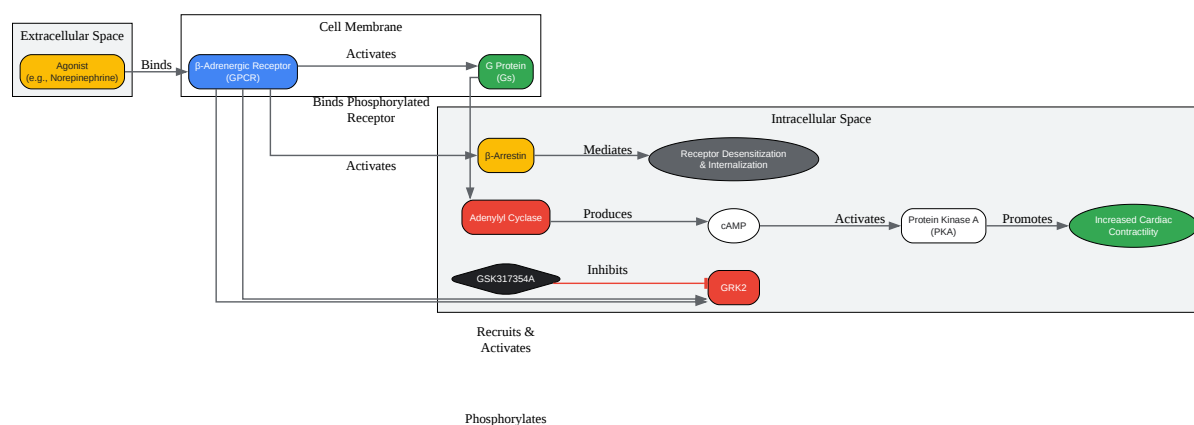 Extracellular Space
Agonist
(e.g., Norepinephrine)
Binds
Cell Membrane
β-Adrenergic Receptor
(GPCR)
Activates
G Protein
(Gs)
Binds Phosphorylated
Receptor
Activates
Intracellular Space
β-Arrestin
Mediates
Receptor Desensitization
& Internalization
Adenylyl Cyclase
Produces
cAMP
Activates
Protein Kinase A
(PKA)
Promotes
Increased Cardiac
Contractility
GSK317354A
Inhibits
GRK2
Recruits &
Activates
Phosphorylates